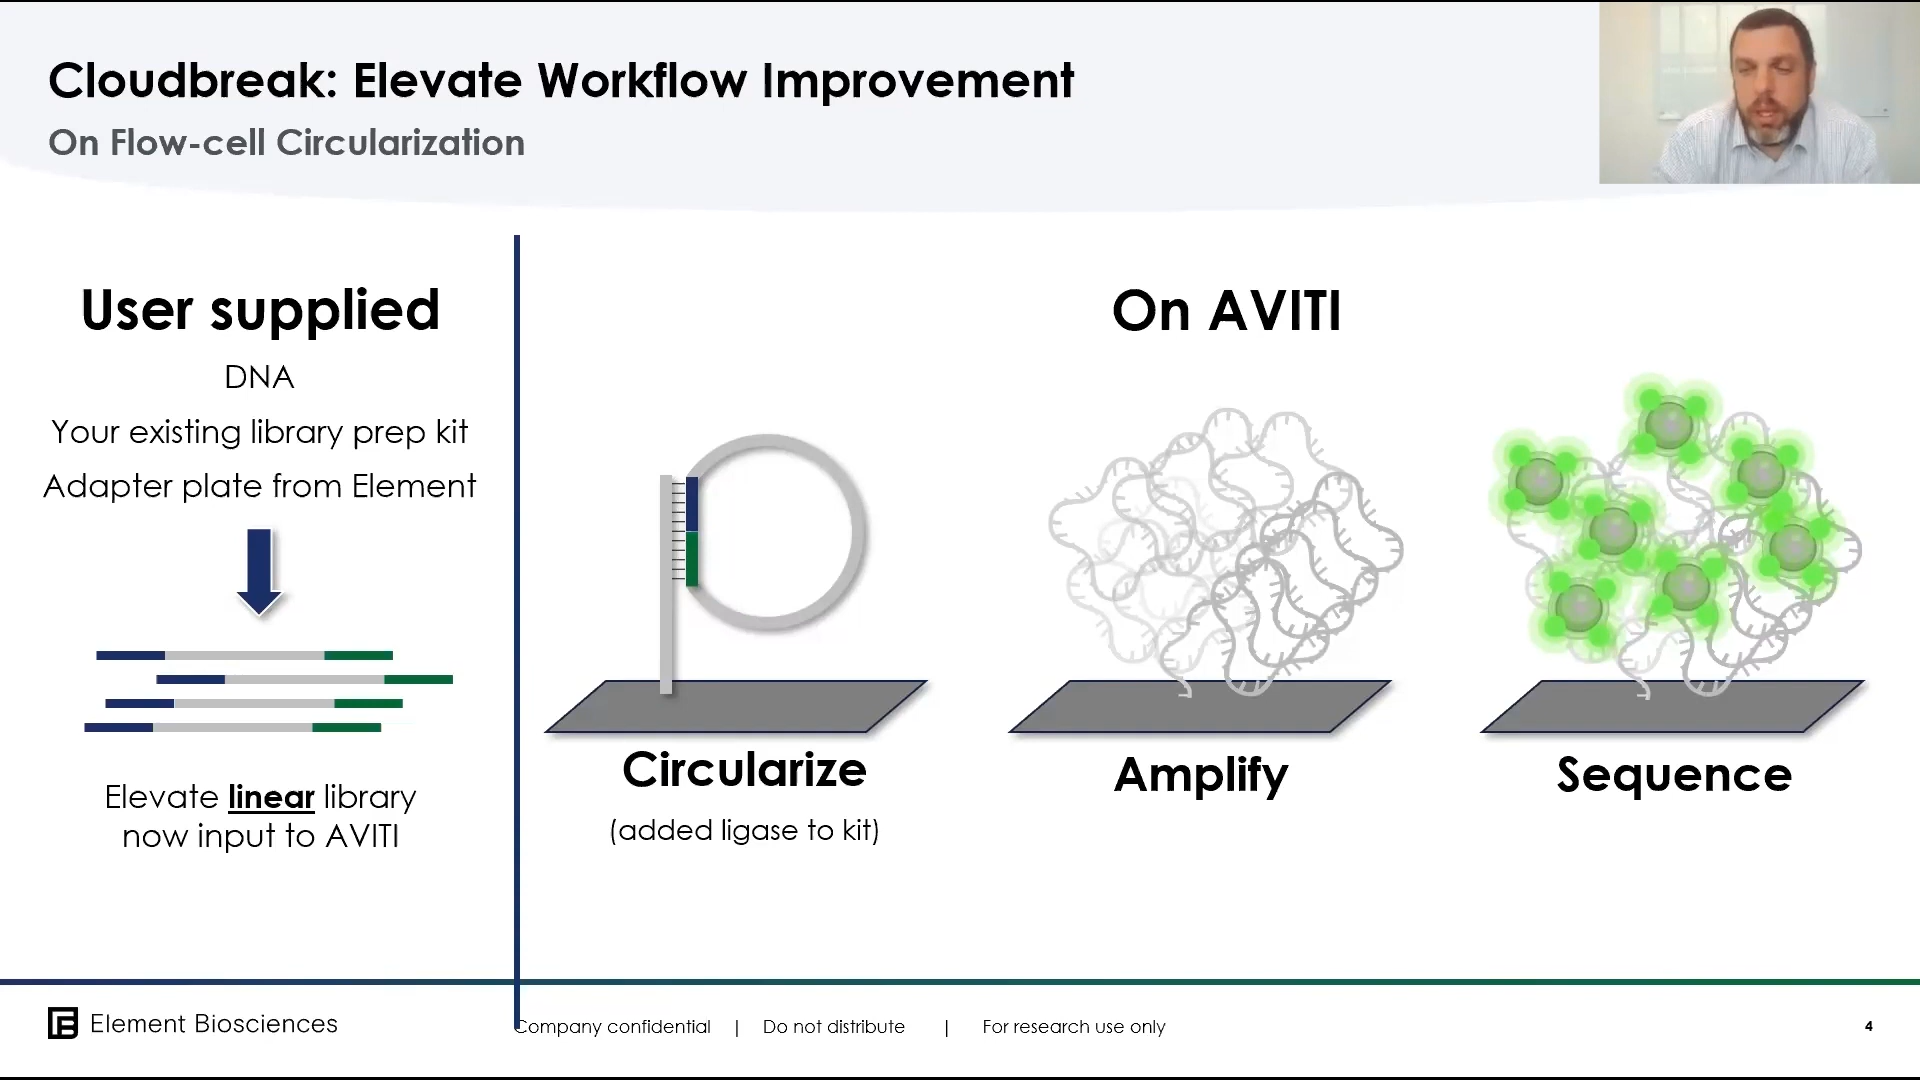 Cloudbreak: Elevate Workflow Improvement
On Flow-cell Circularization
User supplied
DNA
Your existing library prep kit
Adapter plate from Element
Elevate linear library
now input to AVITI
On AVITI
Circularize
(added ligase to kit)
Amplify
Sequence
Element Biosciences
Company confidential | Do not distribute | For research use only
4